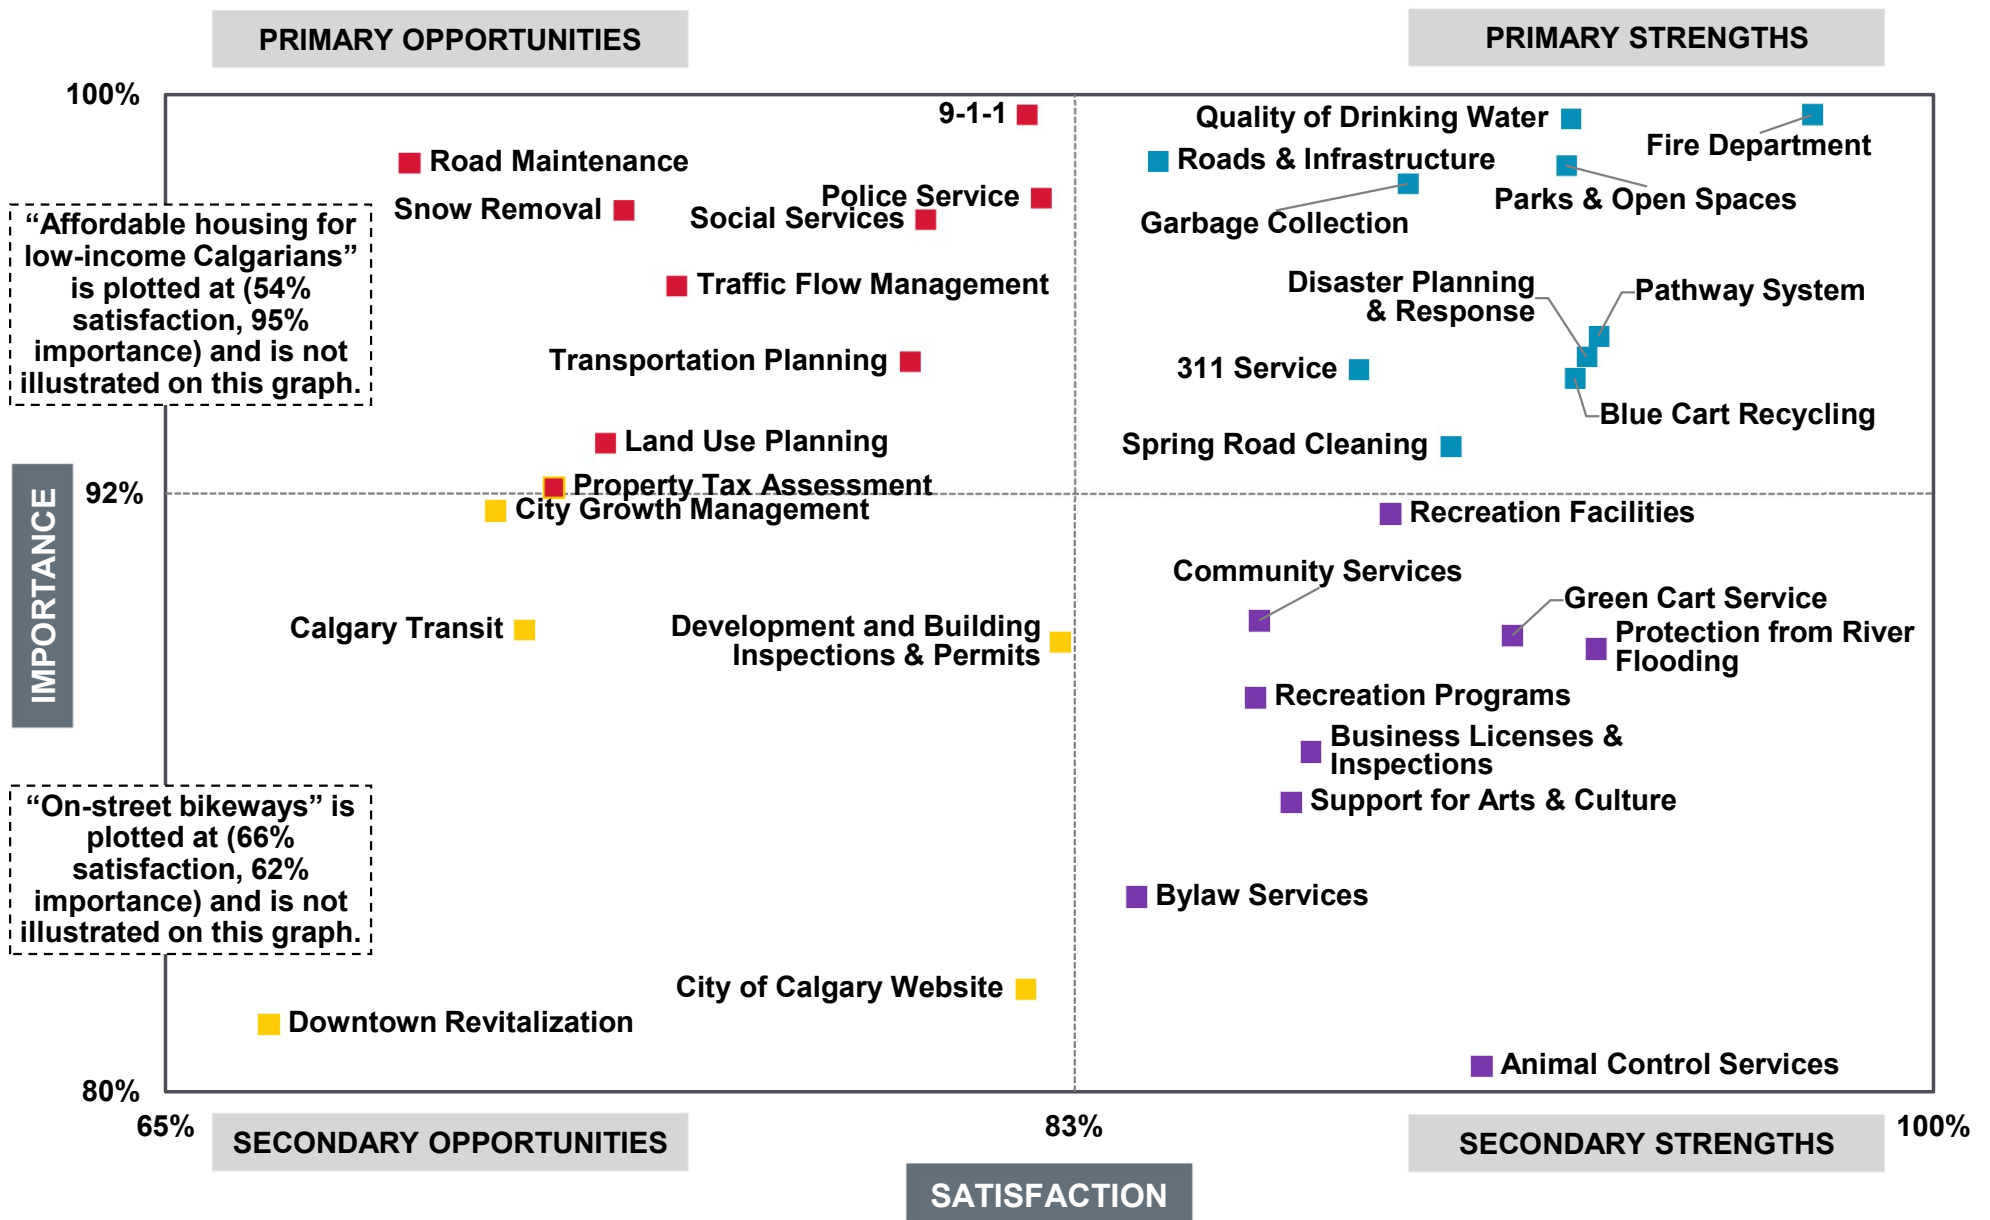 PRIMARY OPPORTUNITIES
PRIMARY STRENGTHS
100%
9-1-1
Quality of Drinking Water
Fire Department
Road Maintenance
Roads & Infrastructure
Police Service
Parks & Open Spaces
Snow Removal
Social Services
Garbage Collection
“Affordable housing for
low-income Calgarians”
is plotted at (54%
satisfaction, 95%
importance) and is not
illustrated on this graph.
Traffic Flow Management
Disaster Planning
& Response
Pathway System
Transportation Planning
311 Service
Blue Cart Recycling
Land Use Planning
Spring Road Cleaning
92%
Property Tax Assessment
City Growth Management
Recreation Facilities
IMPORTANCE
Community Services
Green Cart Service
Calgary Transit
Development and Building
Inspections & Permits
Protection from River
Flooding
Recreation Programs
Business Licenses &
Inspections
Support for Arts & Culture
“On-street bikeways” is
plotted at (66%
satisfaction, 62%
importance) and is not
illustrated on this graph.
Bylaw Services
City of Calgary Website
Downtown Revitalization
Animal Control Services
80%
65%
83%
100%
SECONDARY OPPORTUNITIES
SECONDARY STRENGTHS
SATISFACTION